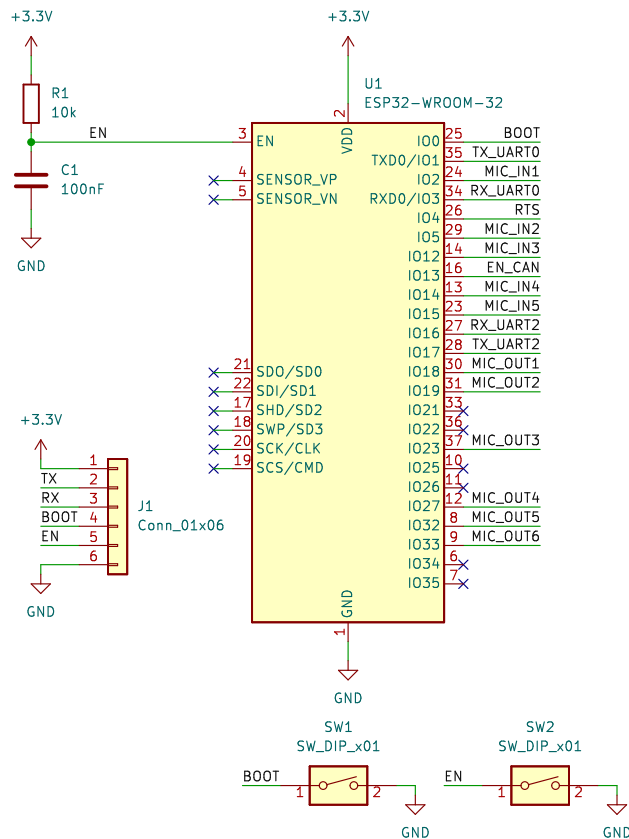 +3.3V
+3.3V
R1
10k
U1
ESP32-WROOM-32
EN
C1
100nF
GND
2
VDD
3 EN
4 SENSOR_VP
5 SENSOR_VN
21 SDO/SD0
22 SDI/SD1
17 SHD/SD2
18 SWP/SD3
20 SCK/CLK
19 SCS/CMD
IO0 25 BOOT
TXD0/IO1 35 TX_UART0
IO2 24 MIC_IN1
RXD0/IO3 34 RX_UART0
IO4 26 RTS
IO5 29 MIC_IN2
IO12 14 MIC_IN3
IO13 16 EN_CAN
IO14 13 MIC_IN4
IO15 23 MIC_IN5
IO16 27 RX_UART2
IO17 28 TX_UART2
IO18 30 MIC_OUT1
IO19 31 MIC_OUT2
IO21 33
IO22 36
IO23 37 MIC_OUT3
IO25 10
IO26 11
IO27 12 MIC_OUT4
IO32 8 MIC_OUT5
IO33 9 MIC_OUT6
IO34 6
IO35 7
GND
1
GND
+3.3V
1
TX 2
RX 3
BOOT 4
EN 5
6
J1
Conn_01x06
GND
SW1
SW_DIP_x01
BOOT 1 2
GND
SW2
SW_DIP_x01
EN 1 2
GND